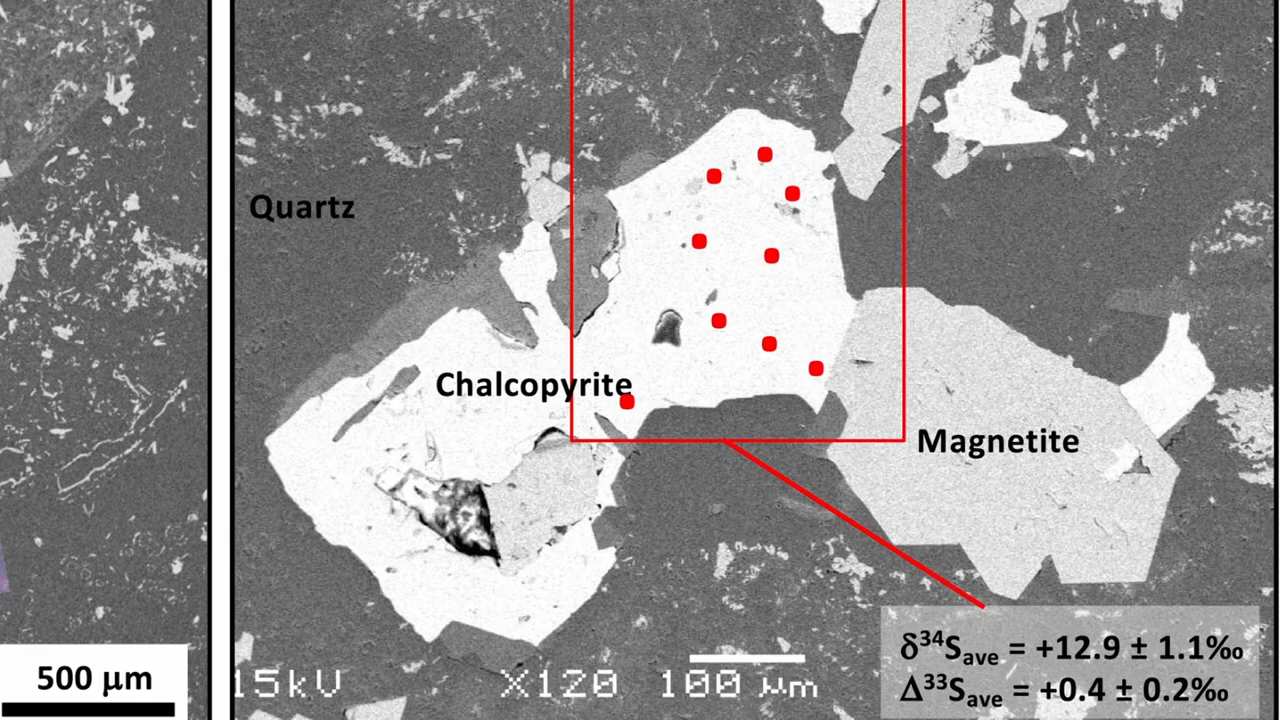 Quartz
Chalcopyrite
Magnetite
500 µm
15kV X120 100 µm
δ³⁴Save = +12.9 ± 1.1‰
Δ³³Save = +0.4 ± 0.2‰